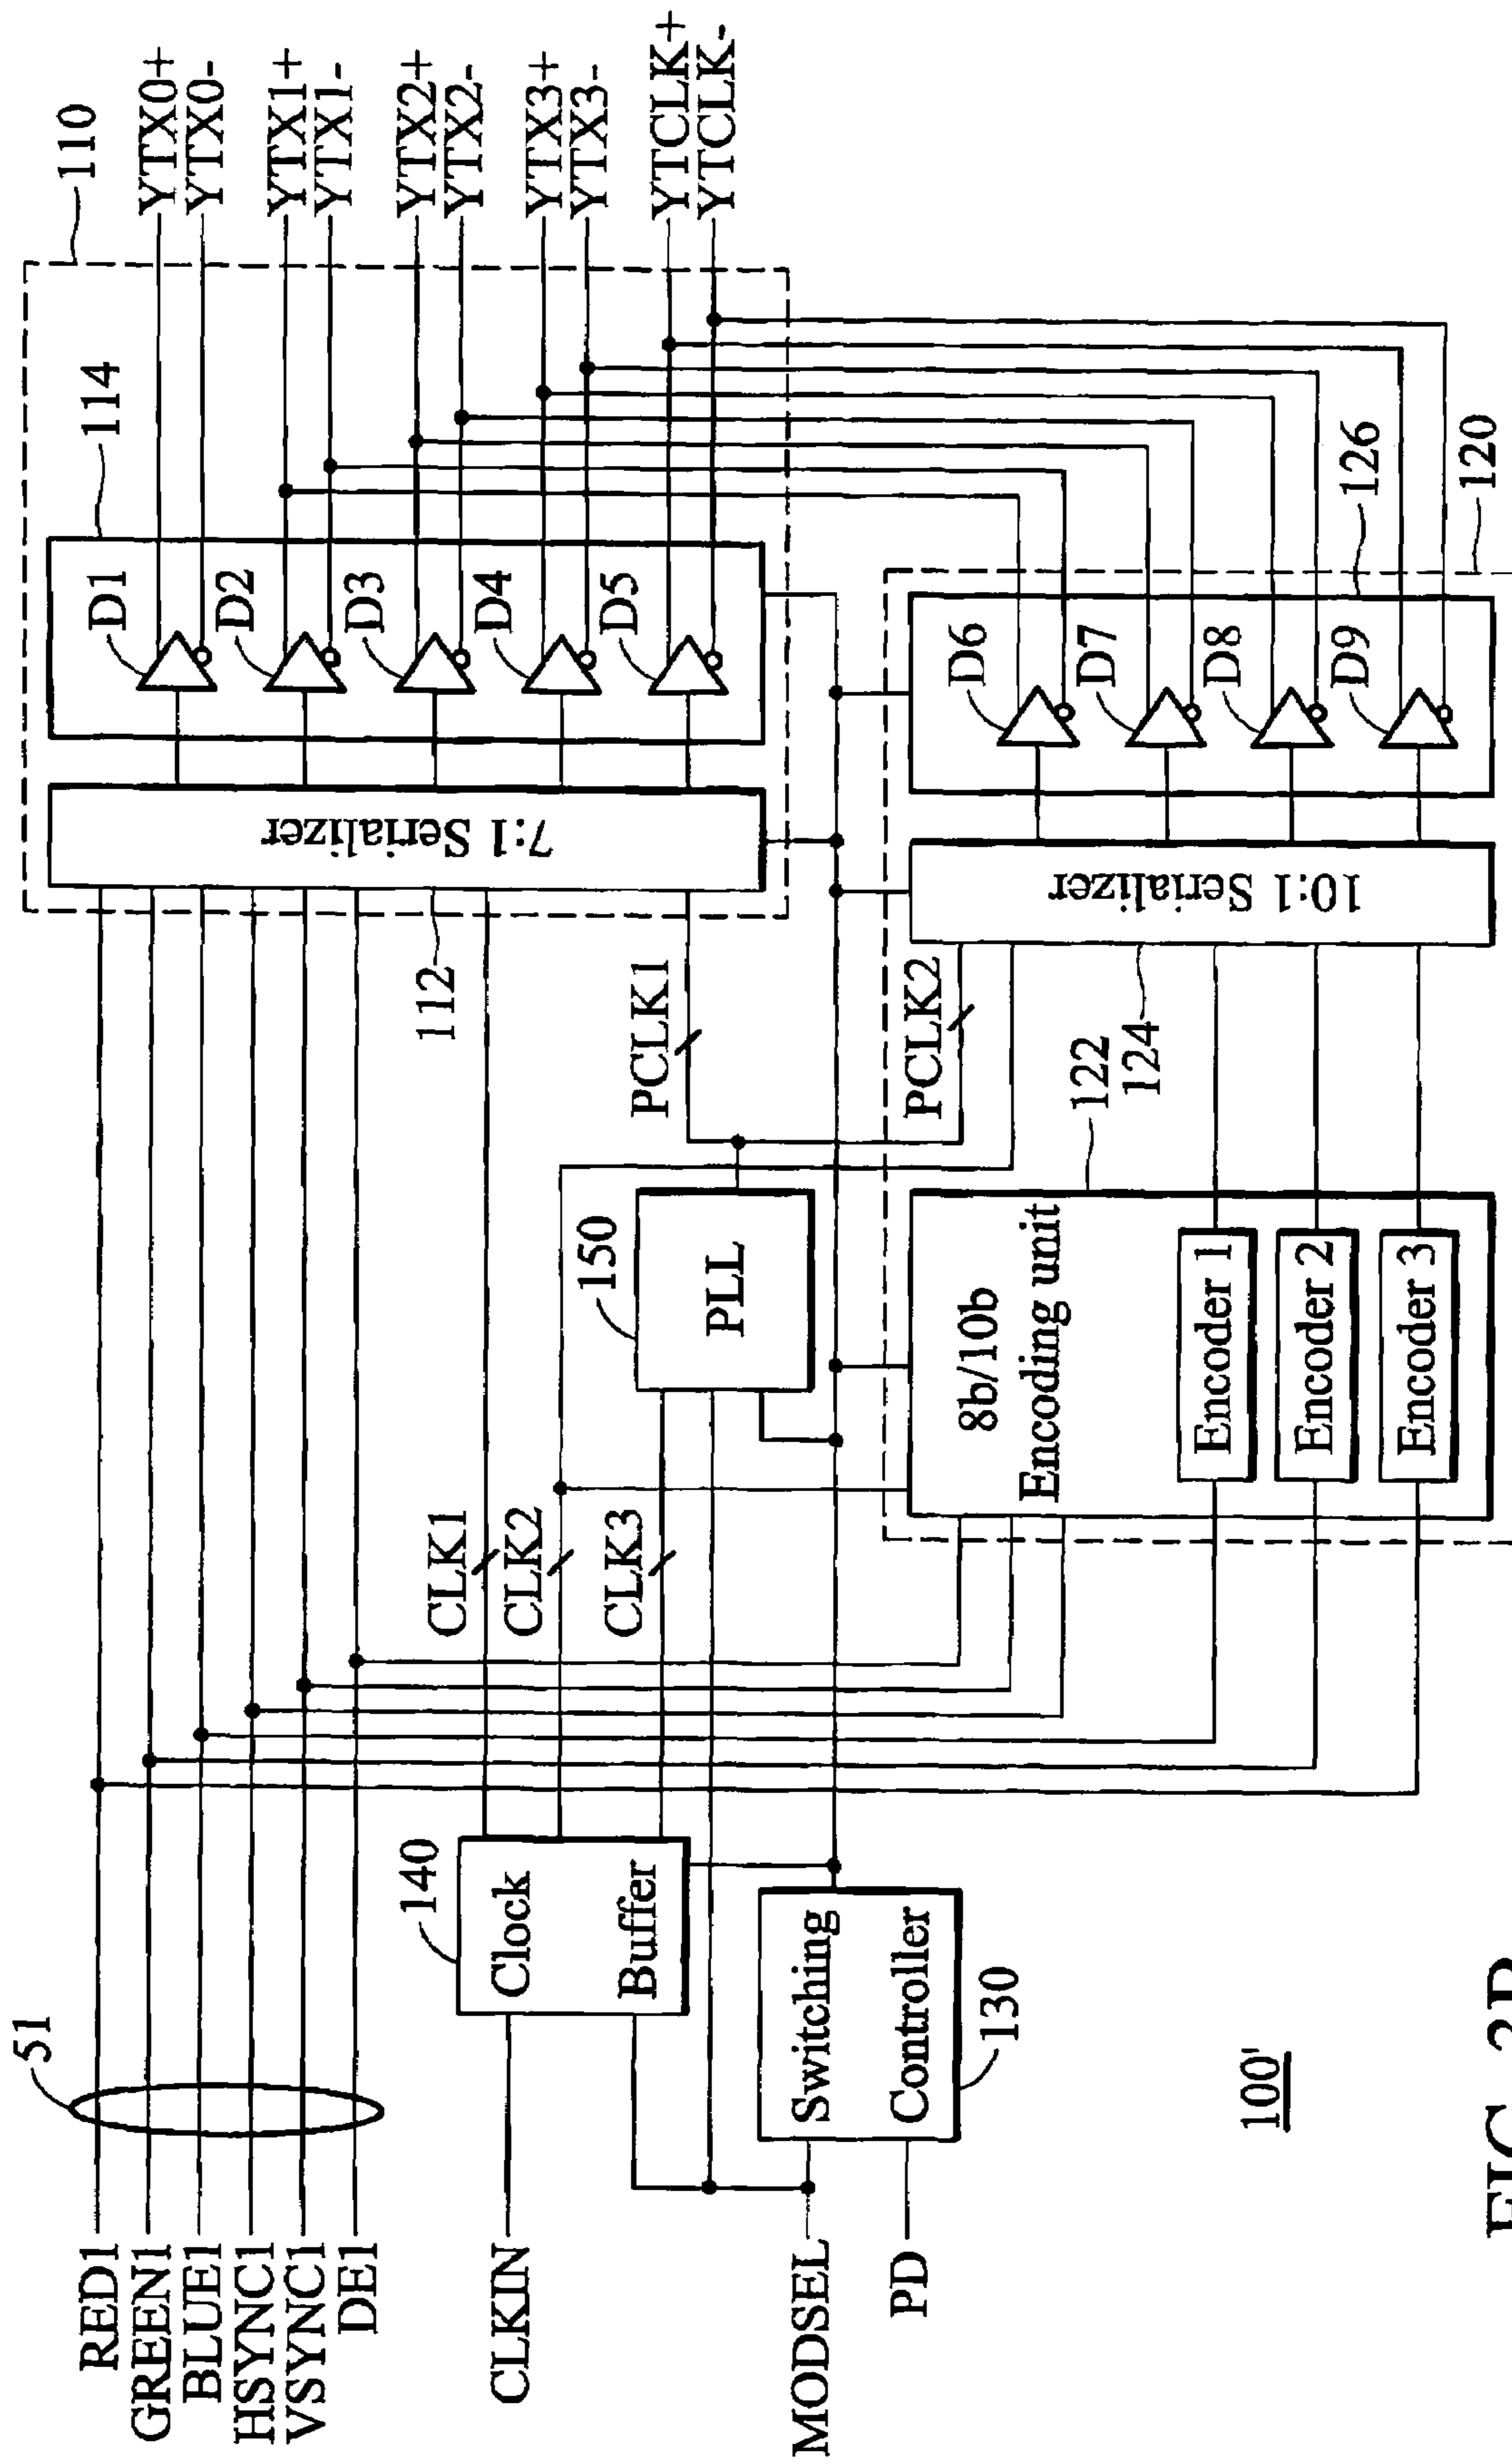 51
RED1
GREEN1
BLUE1
HSYNC1
VSYNC1
DE1
CLKIN
MODSEL
PD
140
Clock
Buffer
Switching
Controller
130
CLK1
CLK2
CLK3
150
PLL
PCLK1
PCLK2
112
7:1 Serializer
114
D1
D2
D3
D4
D5
110
YTX0+
YTX0-
YTX1+
YTX1-
YTX2+
YTX2-
YTX3+
YTX3-
YTCLK+
YTCLK-
122
124
8b/10b
Encoding unit
Encoder 1
Encoder 2
Encoder 3
10:1 Serializer
D6
D7
D8
D9
126
120
100'